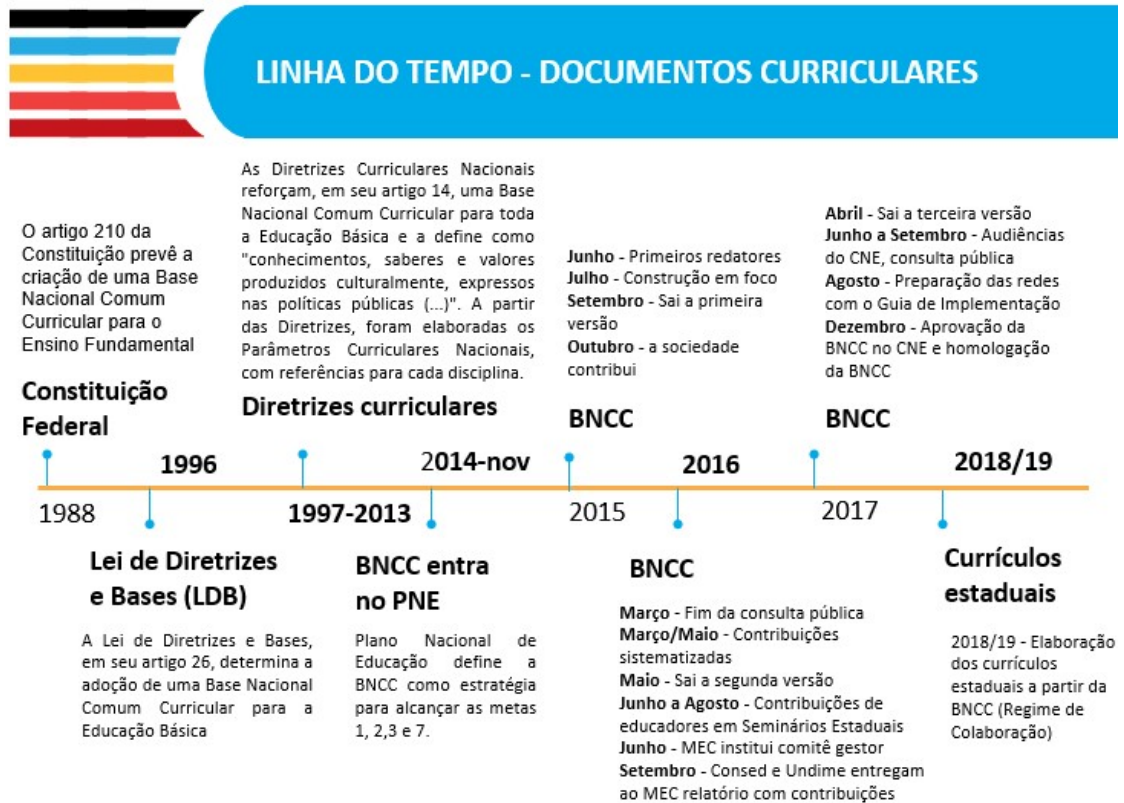 LINHA DO TEMPO - DOCUMENTOS CURRICULARES
O artigo 210 da
Constituição prevê a
criação de uma Base
Nacional Comum
Curricular para o
Ensino Fundamental
Constituição
Federal
1988
1996
Lei de Diretrizes
e Bases (LDB)
A Lei de Diretrizes e Bases,
em seu artigo 26, determina a
adoção de uma Base Nacional
Comum Curricular para a
Educação Básica
As Diretrizes Curriculares Nacionais
reforçam, em seu artigo 14, uma Base
Nacional Comum Curricular para toda
a Educação Básica e a define como
"conhecimentos, saberes e valores
produzidos culturalmente, expressos
nas políticas públicas (...)". A partir
das Diretrizes, foram elaboradas os
Parâmetros Curriculares Nacionais,
com referências para cada disciplina.
Diretrizes curriculares
1997-2013
2014-nov
BNCC entra
no PNE
Plano Nacional de
Educação define a
BNCC como estratégia
para alcançar as metas
1, 2,3 e 7.
Junho - Primeiros redatores
Julho - Construção em foco
Setembro - Sai a primeira
versão
Outubro - a sociedade
contribui
BNCC
2015
2016
BNCC
Março - Fim da consulta pública
Março/Maio - Contribuições
sistematizadas
Maio - Sai a segunda versão
Junho a Agosto - Contribuições de
educadores em Seminários Estaduais
Junho - MEC institui comitê gestor
Setembro - Consed e Undime entregam
ao MEC relatório com contribuições
Abril - Sai a terceira versão
Junho a Setembro - Audiências
do CNE, consulta pública
Agosto - Preparação das redes
com o Guia de Implementação
Dezembro - Aprovação da
BNCC no CNE e homologação
da BNCC
BNCC
2017
2018/19
Currículos
estaduais
2018/19 - Elaboração
dos currículos
estaduais a partir da
BNCC (Regime de
Colaboração)